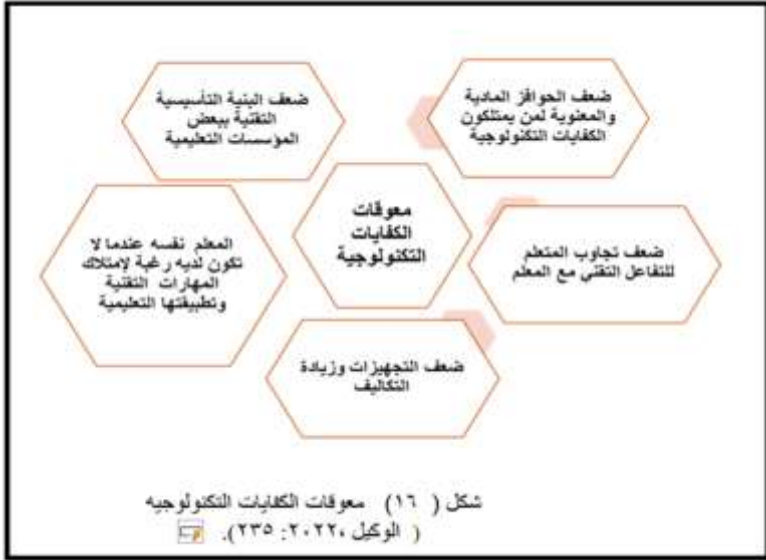 ضعف الحوافز المادية
والمعنوية لمن يمتلكون
الكفايات التكنولوجية
ضعف البنية التأسيسية
التقنية ببعض
المؤسسات التعليمية
معوقات
الكفايات
التكنولوجية
ضعف تجاوب المتعلم
للتفاعل التقني مع المعلم
المعلم نفسه عندما لا
تكون لديه رغبة لإمتلاك
المهارات التقنية
وتطبيقتها التعليمية
ضعف التجهيزات وزيادة
التكاليف
شكل ( ١٦) معوقات الكفايات التكنولوجيه
( الوكيل ،٢٠٢٢: ٢٣٥).